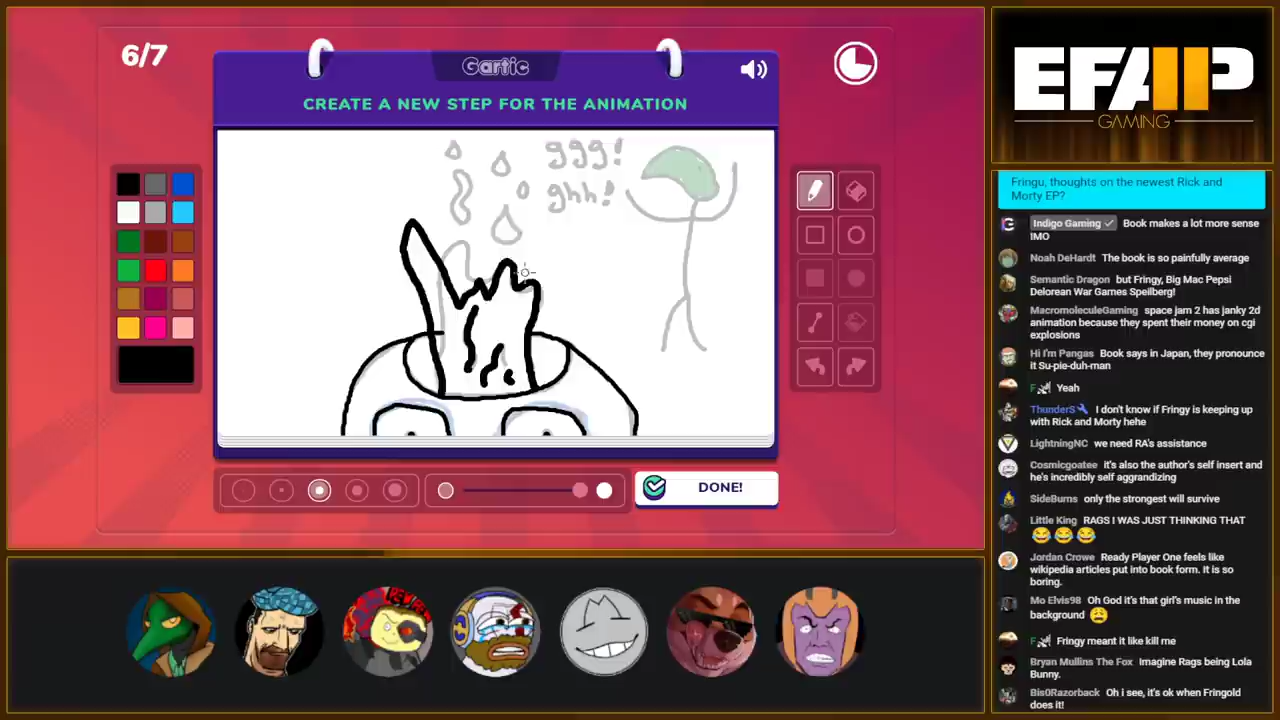 6/7
Gartic
CREATE A NEW STEP FOR THE ANIMATION
ggg!
ghh!
DONE!
EFAP
GAMING
Fringu, thoughts on the newest Rick and
Morty EP?
Indigo Gaming ✓ Book makes a lot more sense
IMO
Noah DeHardt The book is so painfully average
Semantic Dragon but Fringy, Big Mac Pepsi
Delorean War Games Speilberg!
MacromoleculeGaming space jam 2 has janky 2d
animation because they spent their money on cgi
explosions
Hi I'm Pangas Book says in Japan, they pronounce
it Su-pie-duh-man
F Yeah
ThunderS I don't know if Fringy is keeping up
with Rick and Morty hehe
LightningNC we need RA's assistance
Cosmicgoatee it's also the author's self insert and
he's incredibly self aggrandizing
SideBurns only the strongest will survive
Little King RAGS I WAS JUST THINKING THAT
😂 😂 😂
Jordan Crowe Ready Player One feels like
wikipedia articles put into book form. It is so
boring.
Mo Elvis98 Oh God it's that girl's music in the
background 😩
F Fringy meant it like kill me
Bryan Mullins The Fox Imagine Rags being Lola
Bunny.
Bis0Razorback Oh i see, it's ok when Fringold
does it!